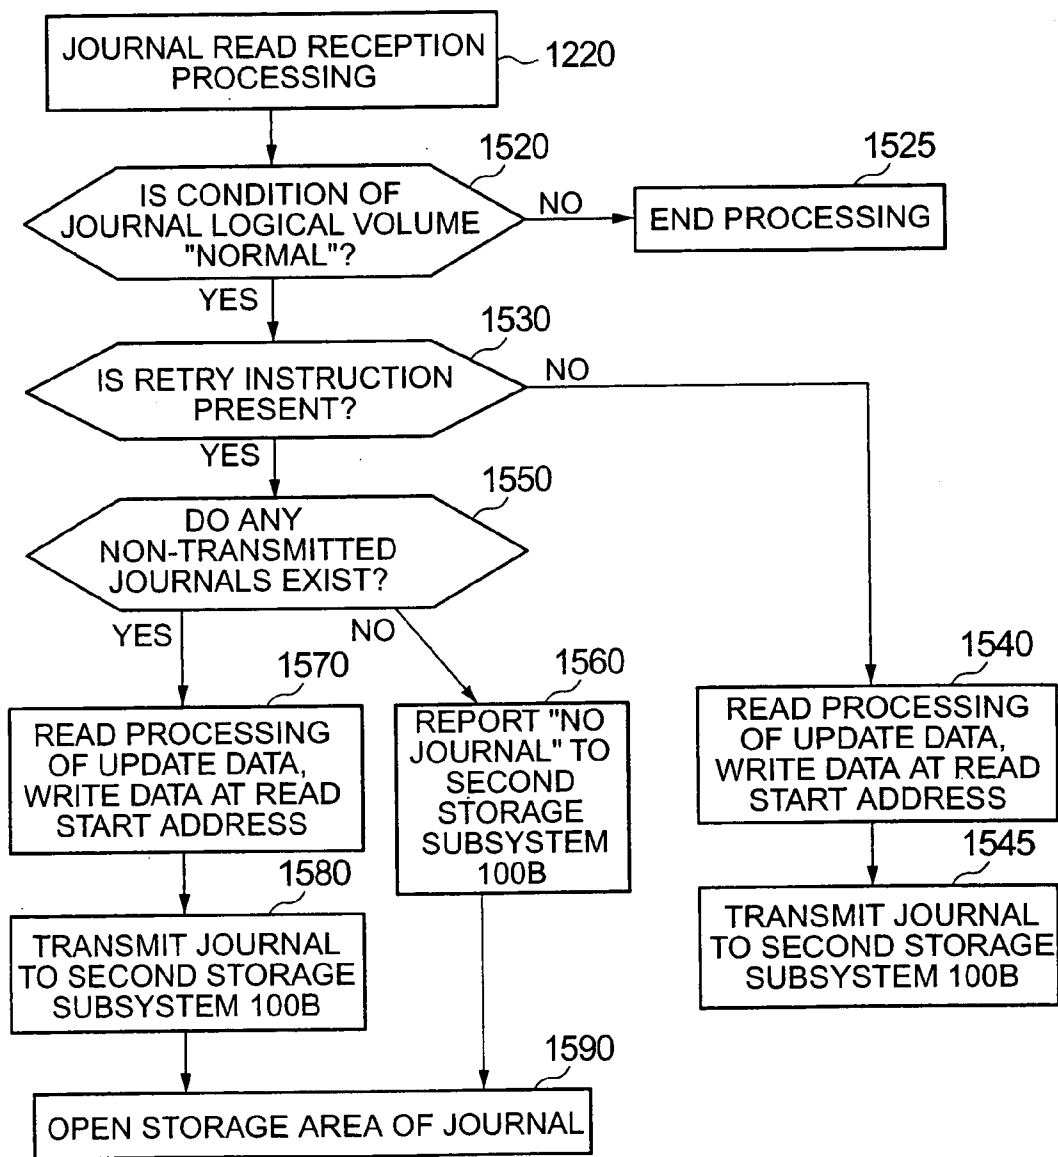 JOURNAL READ RECEPTION
PROCESSING
1220
1520
IS CONDITION OF
JOURNAL LOGICAL VOLUME
"NORMAL"?
NO
1525
END PROCESSING
YES
1530
IS RETRY INSTRUCTION
PRESENT?
NO
YES
1550
DO ANY
NON-TRANSMITTED
JOURNALS EXIST?
YES
NO
1570
READ PROCESSING
OF UPDATE DATA,
WRITE DATA AT READ
START ADDRESS
1560
REPORT "NO
JOURNAL" TO
SECOND
STORAGE
SUBSYSTEM
100B
1540
READ PROCESSING
OF UPDATE DATA,
WRITE DATA AT READ
START ADDRESS
1580
TRANSMIT JOURNAL
TO SECOND STORAGE
SUBSYSTEM 100B
1545
TRANSMIT JOURNAL
TO SECOND STORAGE
SUBSYSTEM 100B
1590
OPEN STORAGE AREA OF JOURNAL